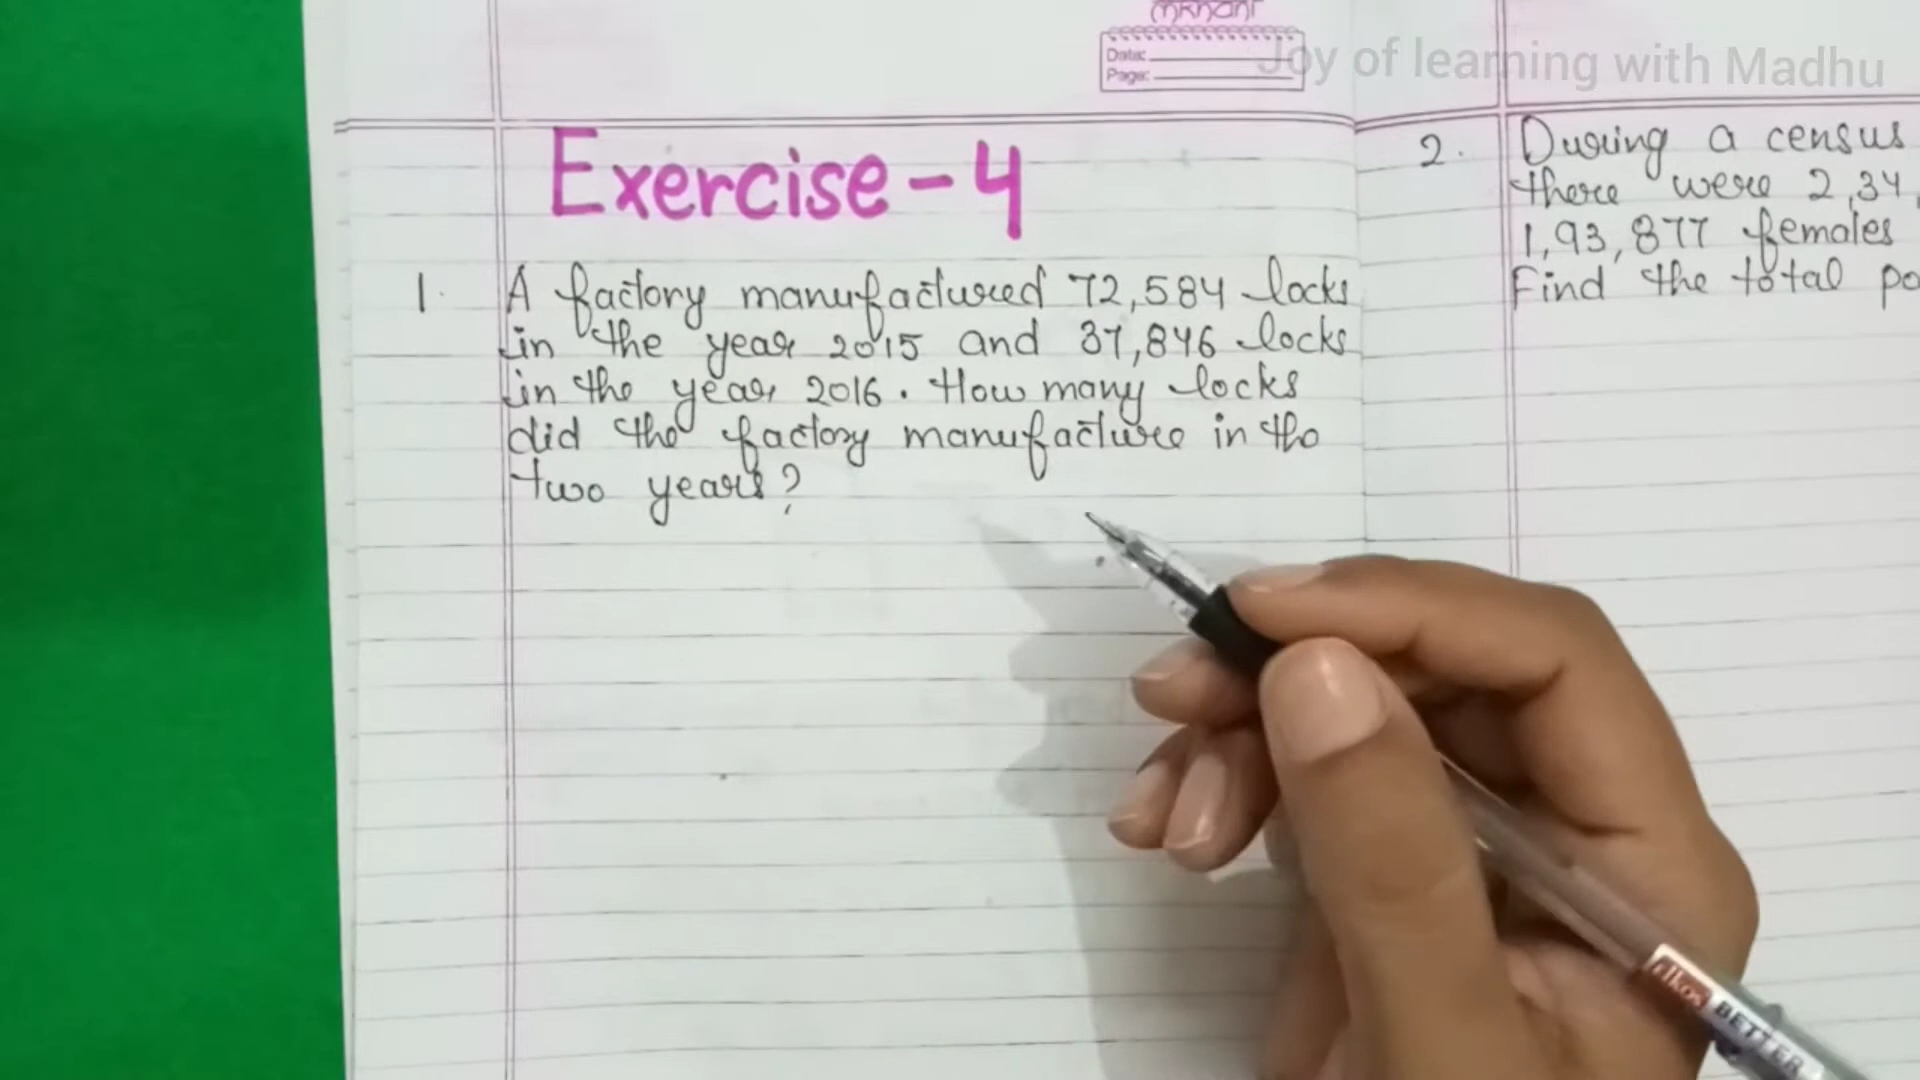 Date:
Page:
Joy of learning with Madhu
Exercise - 4
1. A factory manufactured 72,584 locks
in the year 2015 and 37,846 locks
in the year 2016. How many locks
did the factory manufacture in the
two years?
2. During a census
there were 2,34,
1,93,877 females
Find the total po
elkos BETTER